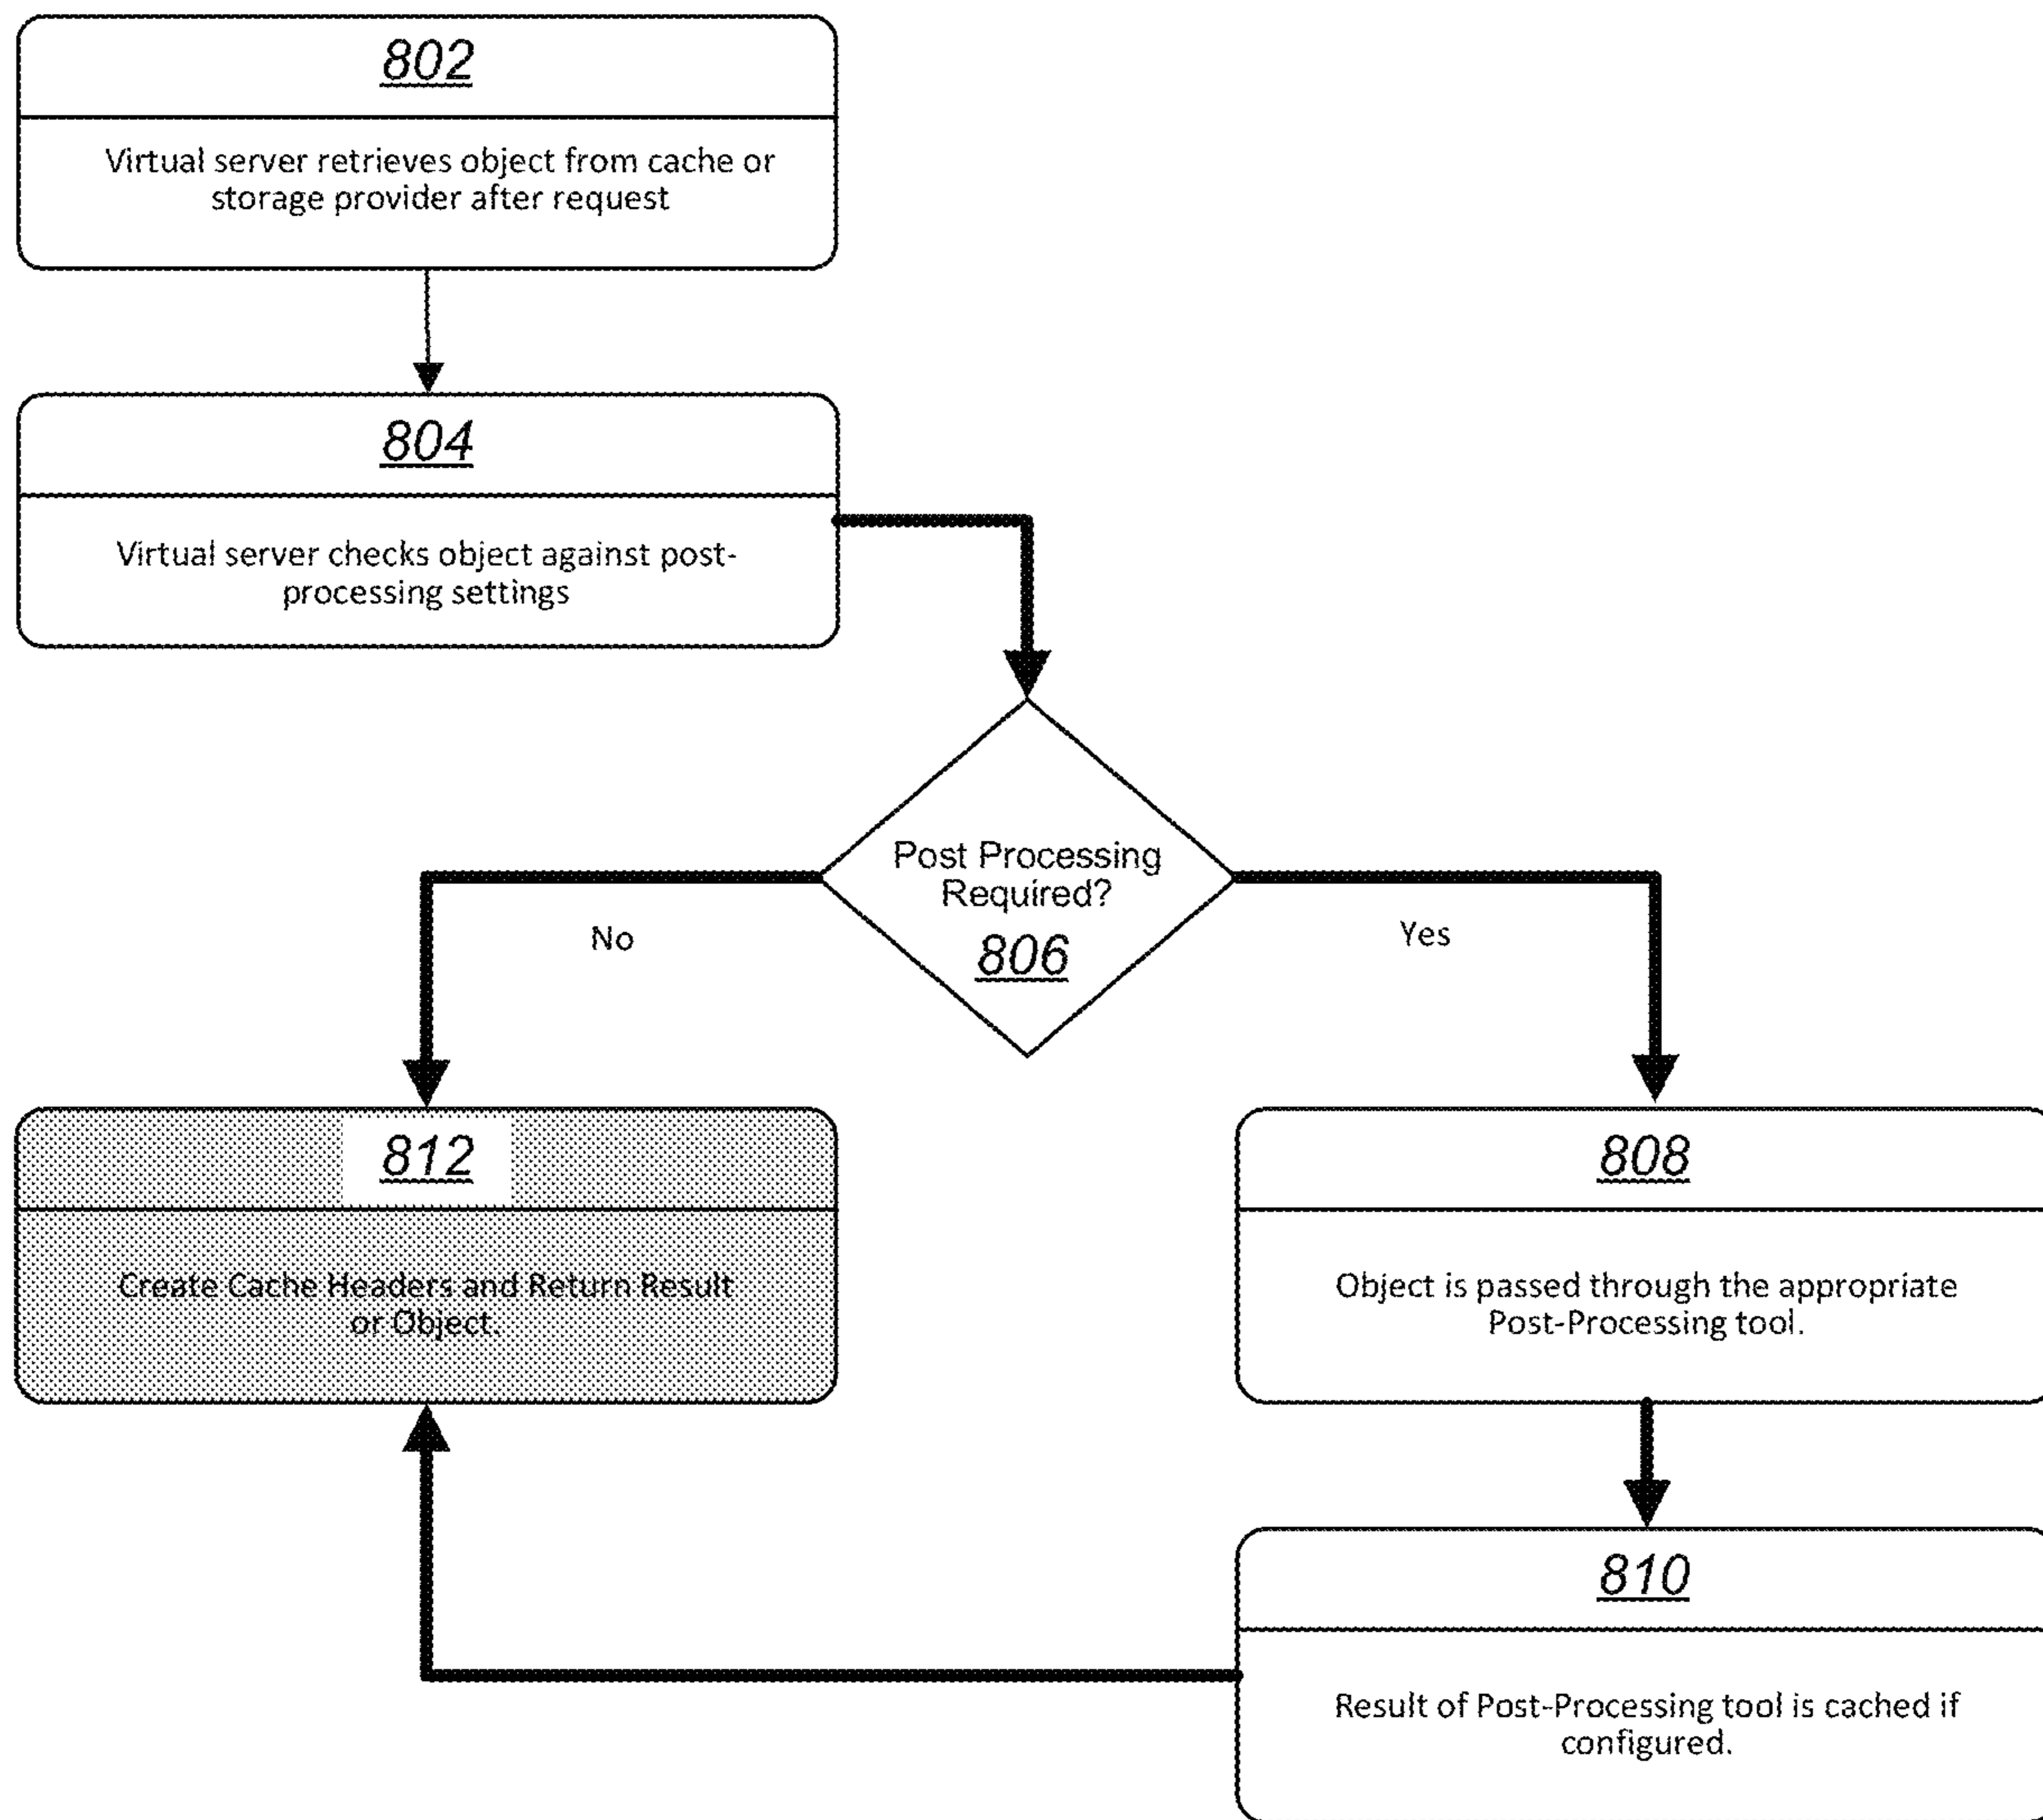 802
Virtual server retrieves object from cache or
storage provider after request
804
Virtual server checks object against post-
processing settings
Post Processing
Required?
806
No
Yes
812
Create Cache Headers and Return Result
or Object.
808
Object is passed through the appropriate
Post-Processing tool.
810
Result of Post-Processing tool is cached if
configured.